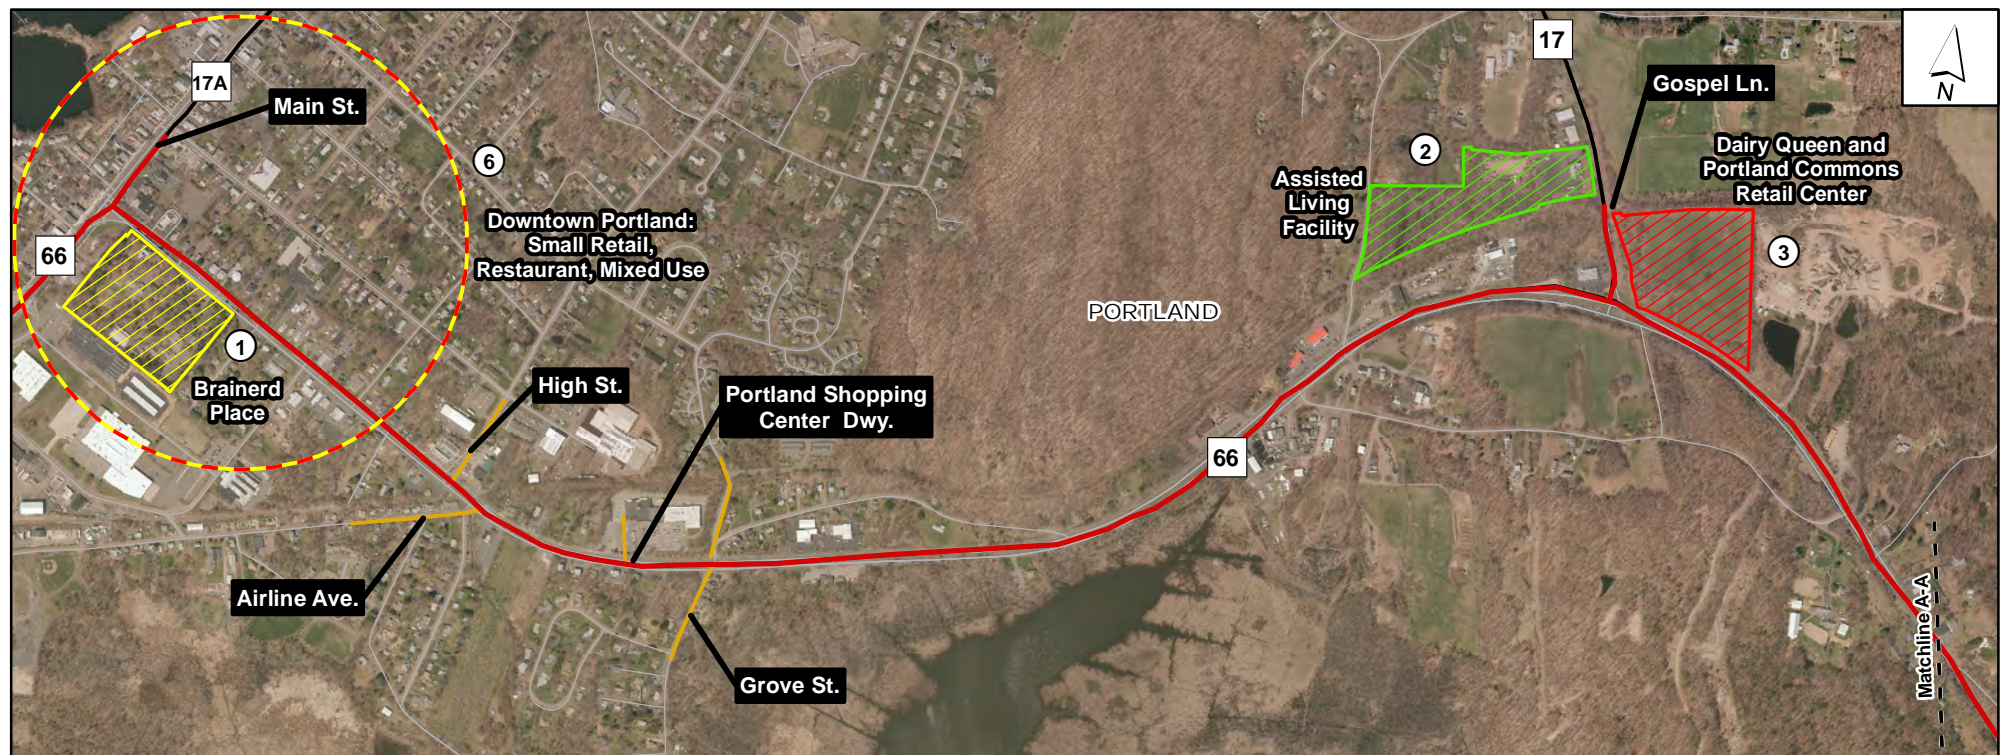 17A
Main St.
66
6
Downtown Portland:
Small Retail,
Restaurant, Mixed Use
1
Brainerd
Place
High St.
Portland Shopping
Center Dwy.
Airline Ave.
Grove St.
PORTLAND
66
2
Assisted
Living
Facility
17
Gospel Ln.
Dairy Queen and
Portland Commons
Retail Center
3
N
Matchline A-A